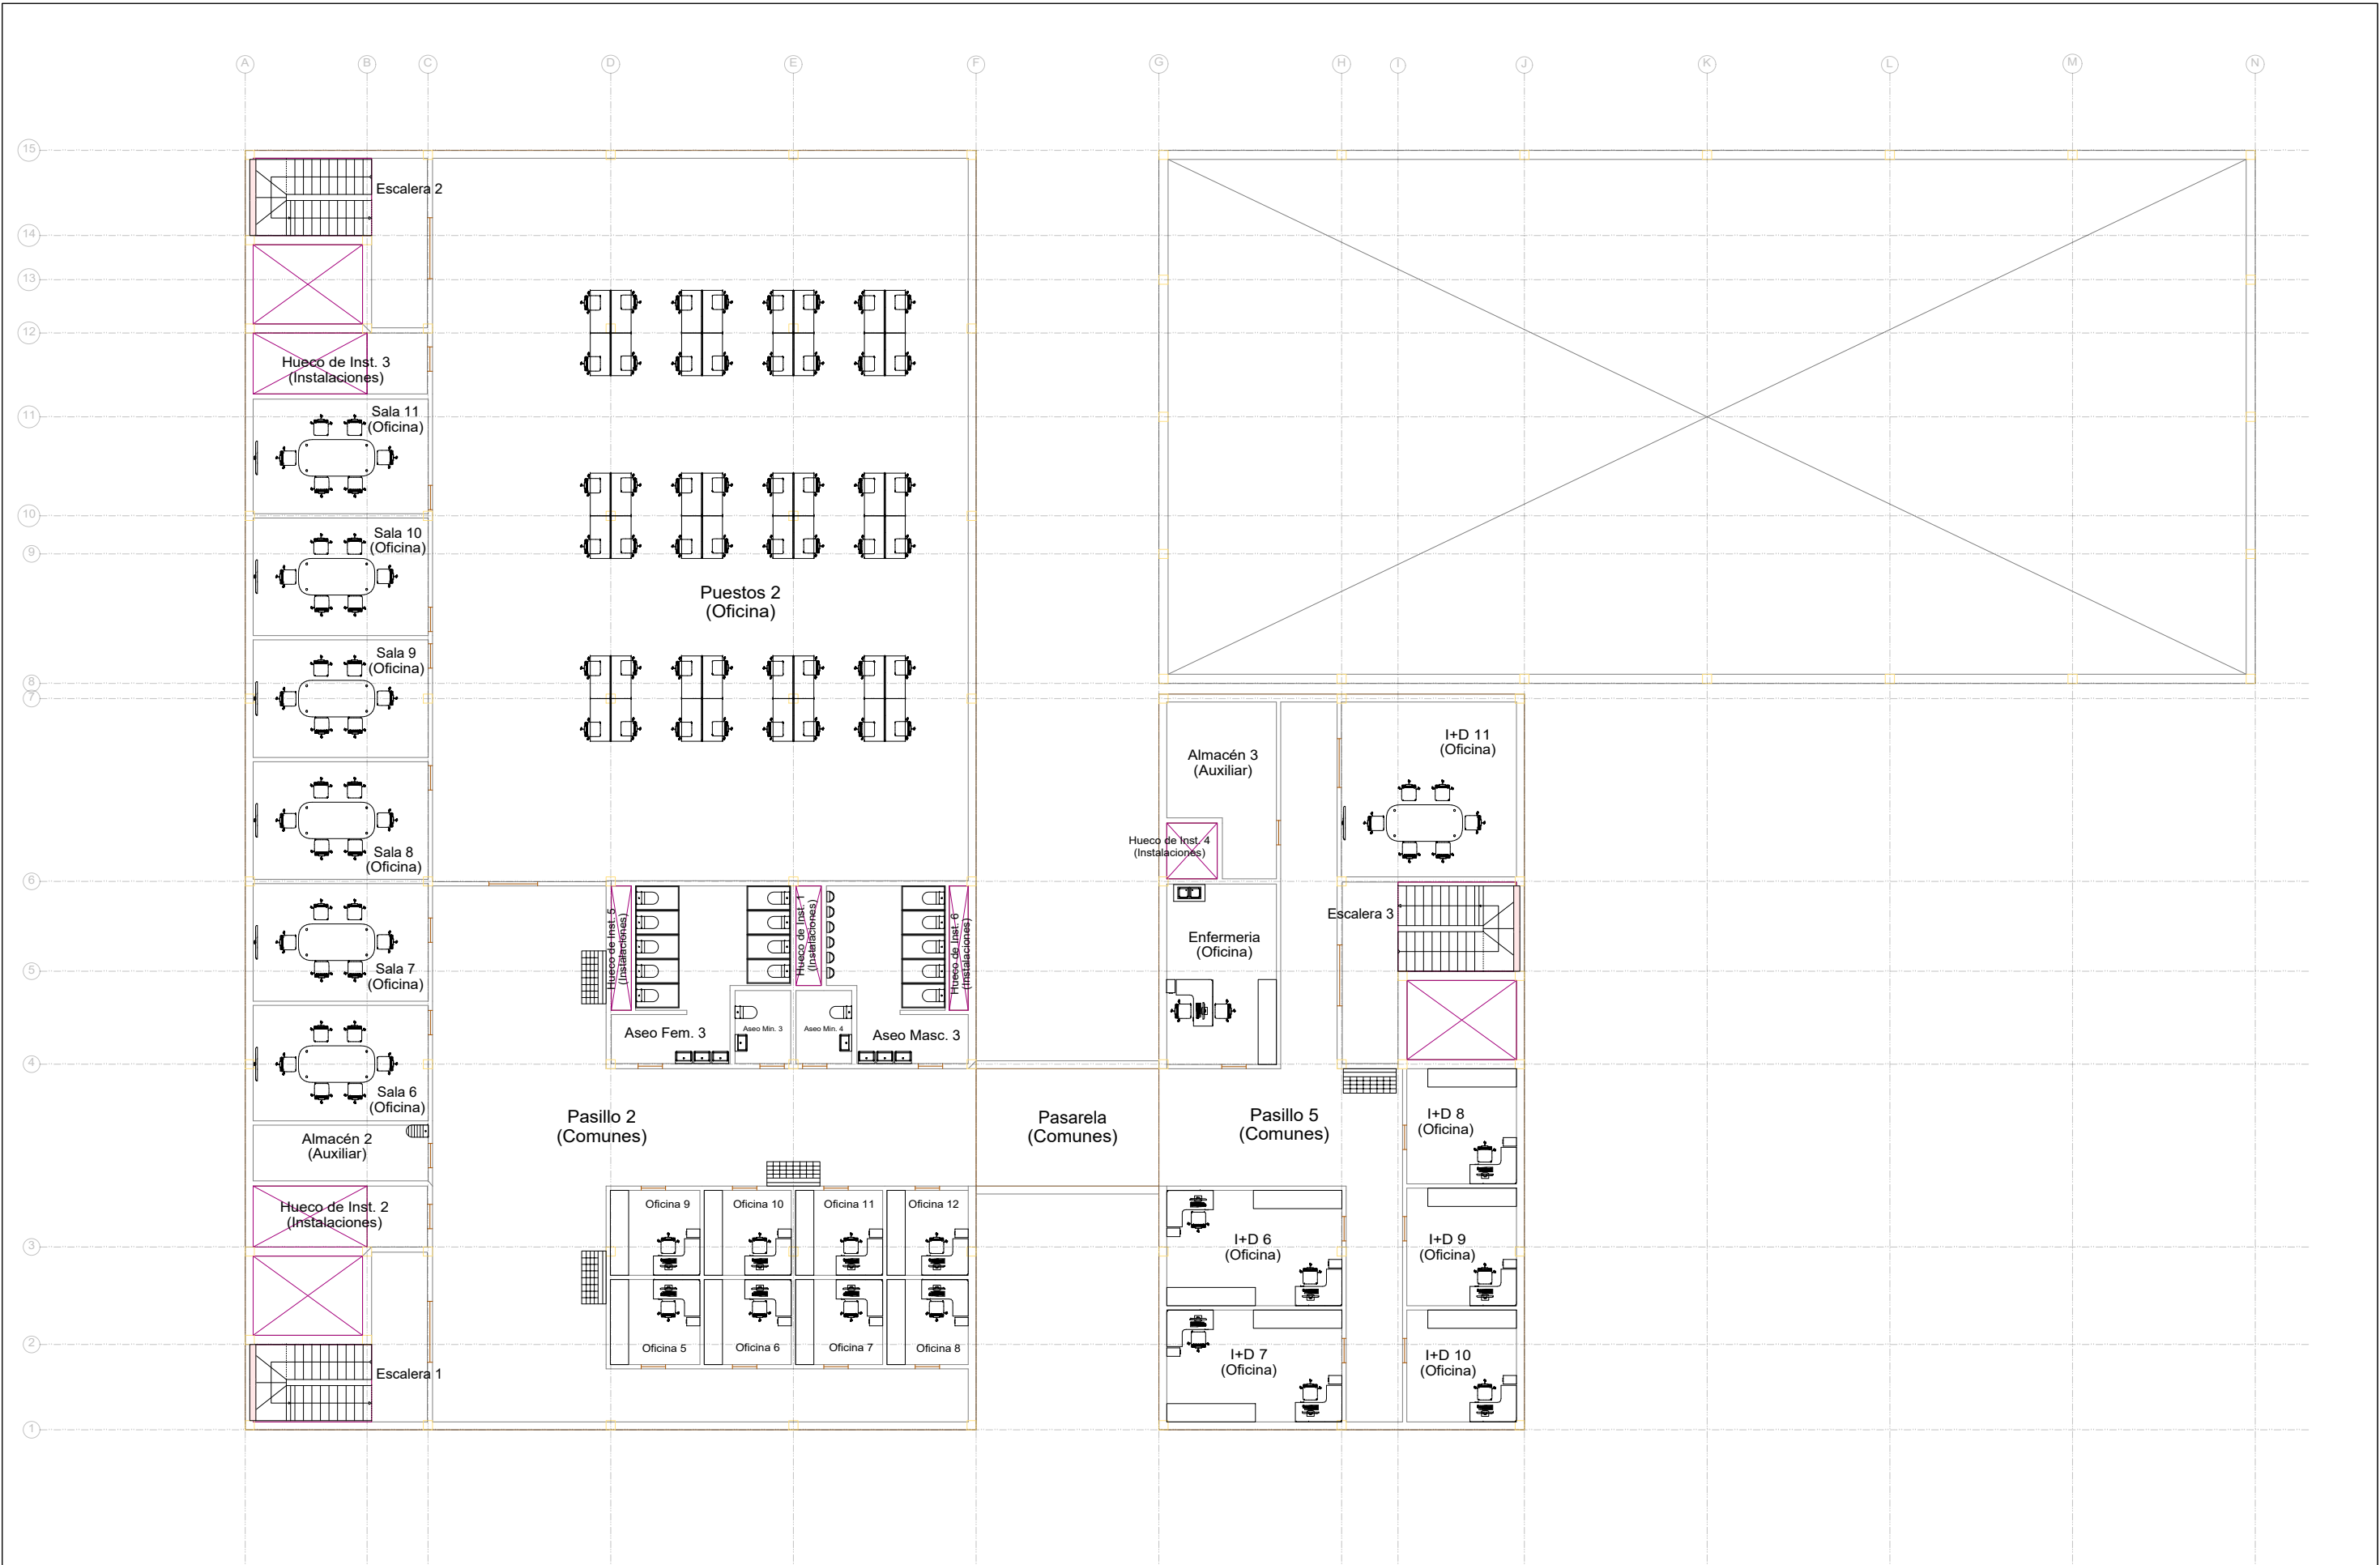 A
B
C
D
E
F
G
H
I
J
K
L
M
N
15
14
13
12
11
10
9
8
7
6
5
4
3
2
1
Escalera 2
Hueco de Inst. 3
(Instalaciones)
Sala 11
(Oficina)
Sala 10
(Oficina)
Puestos 2
(Oficina)
Sala 9
(Oficina)
Sala 8
(Oficina)
Sala 7
(Oficina)
Sala 6
(Oficina)
Almacén 2
(Auxiliar)
Hueco de Inst. 2
(Instalaciones)
Escalera 1
Hueco de Inst. 5
(Instalaciones)
Hueco de Inst. 1
(Instalaciones)
Hueco de Inst. 6
(Instalaciones)
Aseo Fem. 3
Aseo Min. 3
Aseo Min. 4
Aseo Masc. 3
Pasillo 2
(Comunes)
Oficina 9
Oficina 10
Oficina 11
Oficina 12
Oficina 5
Oficina 6
Oficina 7
Oficina 8
Pasarela
(Comunes)
Almacén 3
(Auxiliar)
I+D 11
(Oficina)
Hueco de Inst. 4
(Instalaciones)
Escalera 3
Enfermeria
(Oficina)
Pasillo 5
(Comunes)
I+D 8
(Oficina)
I+D 6
(Oficina)
I+D 9
(Oficina)
I+D 7
(Oficina)
I+D 10
(Oficina)